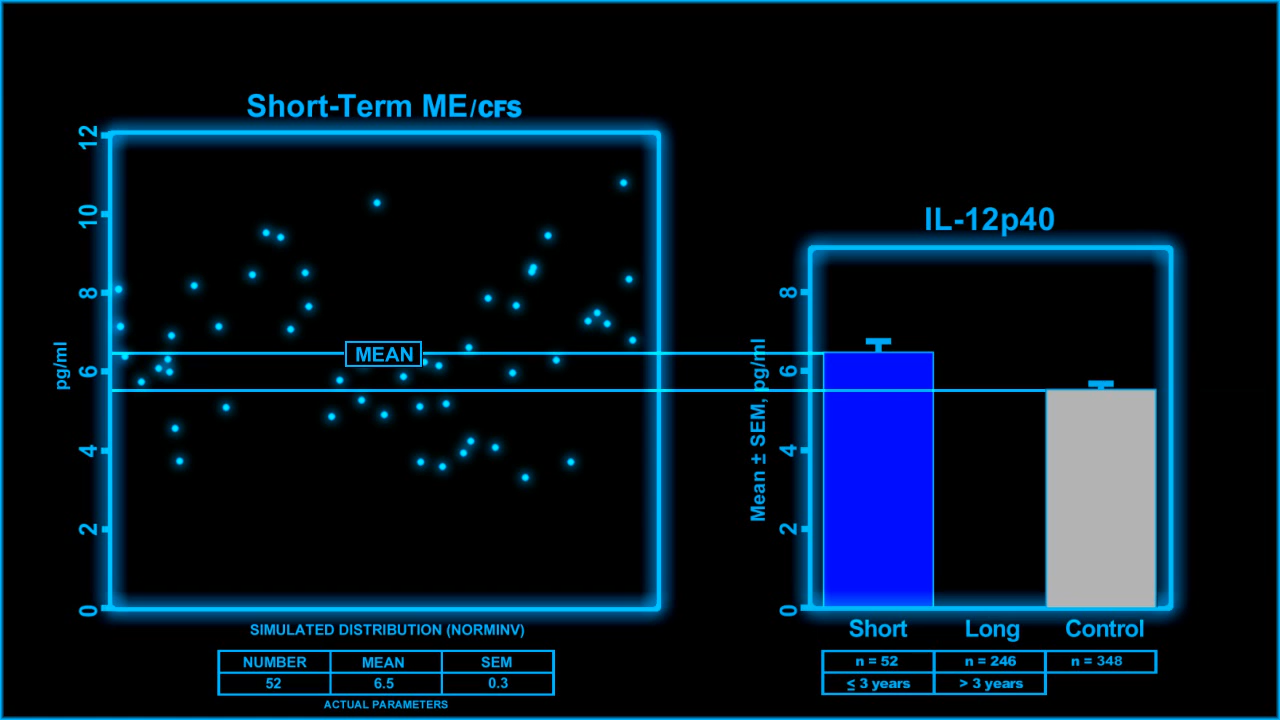 Short-Term ME/CFS
12
10
8
6
4
2
0
pg/ml
MEAN
SIMULATED DISTRIBUTION (NORMINV)
NUMBER MEAN SEM
52 6.5 0.3
ACTUAL PARAMETERS
IL-12p40
8
6
4
2
0
Mean ± SEM, pg/ml
Short Long Control
n = 52 n = 246 n = 348
≤ 3 years > 3 years